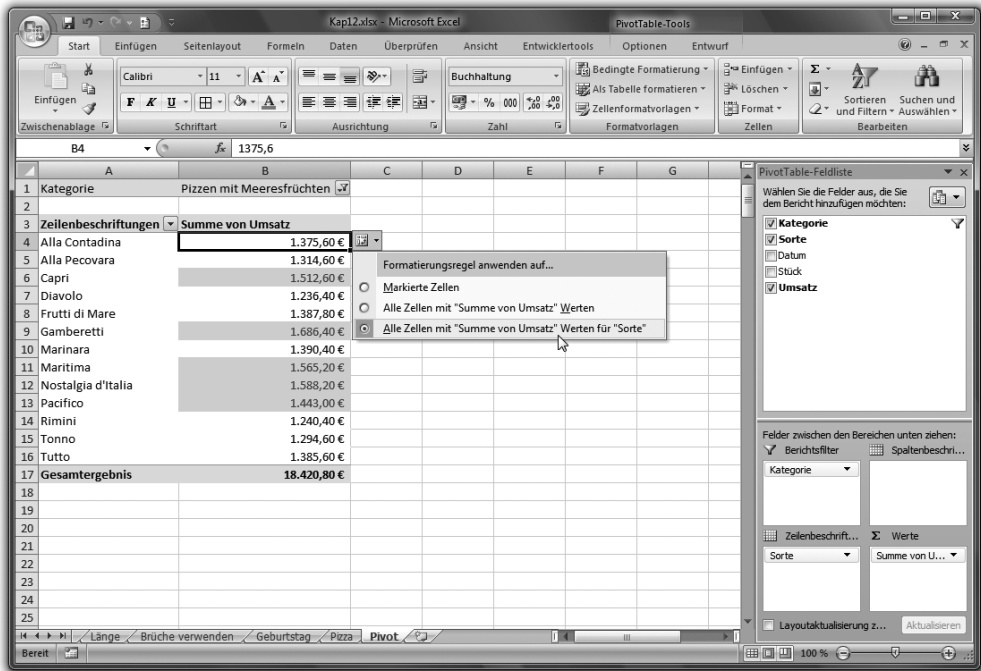 Kap12.xlsx - Microsoft Excel
PivotTable-Tools
Start Einfügen Seitenlayout Formeln Daten Überprüfen Ansicht Entwicklertools Optionen Entwurf
Einfügen
Zwischenablage
Calibri 11
F K U A
Schriftart
Ausrichtung
Buchhaltung
% 000
Zahl
Bedingte Formatierung
Als Tabelle formatieren
Zellenformatvorlagen
Formatvorlagen
Einfügen
Löschen
Format
Zellen
Σ
Sortieren und Filtern
Suchen und Auswählen
Bearbeiten
B4 fx 1375,6
A B C D E F G
1 Kategorie Pizzen mit Meeresfrüchten
2
3 Zeilenbeschriftungen Summe von Umsatz
4 Alla Contadina 1.375,60 €
5 Alla Pecovara 1.314,60 €
6 Capri 1.512,60 €
7 Diavolo 1.236,40 €
8 Frutti di Mare 1.387,80 €
9 Gamberetti 1.686,40 €
10 Marinara 1.390,40 €
11 Maritima 1.565,20 €
12 Nostalgia d'Italia 1.588,20 €
13 Pacifico 1.443,00 €
14 Rimini 1.240,40 €
15 Tonno 1.294,60 €
16 Tutto 1.385,60 €
17 Gesamtergebnis 18.420,80 €
18
19
20
21
22
23
24
25
Formatierungsregel anwenden auf...
Markierte Zellen
Alle Zellen mit "Summe von Umsatz" Werten
Alle Zellen mit "Summe von Umsatz" Werten für "Sorte"
PivotTable-Feldliste
Wählen Sie die Felder aus, die Sie
dem Bericht hinzufügen möchten:
Kategorie
Sorte
Datum
Stück
Umsatz
Felder zwischen den Bereichen unten ziehen:
Berichtsfilter Spaltenbeschri...
Kategorie
Zeilenbeschrift... Σ Werte
Sorte Summe von U...
Layoutaktualisierung z... Aktualisieren
Länge Brüche verwenden Geburtstag Pizza Pivot
Bereit 100 %